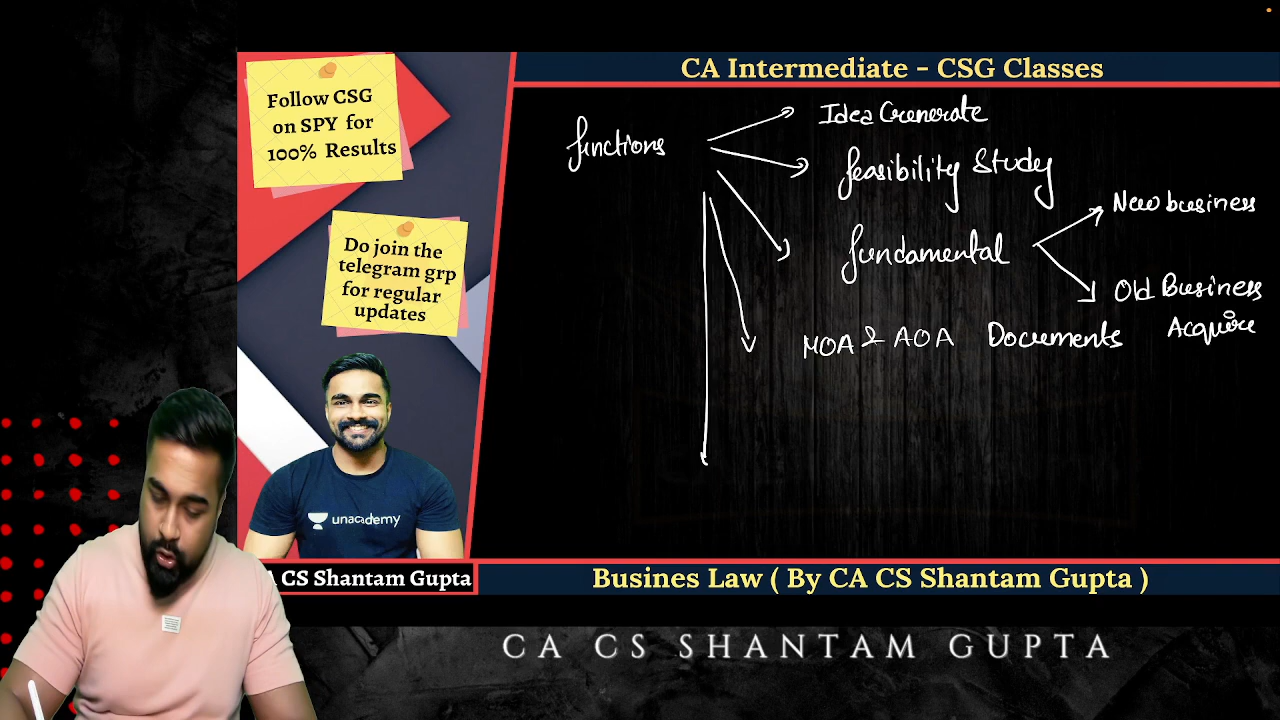 CA Intermediate - CSG Classes
Follow CSG
on SPY for
100% Results
Do join the
telegram grp
for regular
updates
unacademy
functions
Idea Generate
feasibility Study
fundamental
New business
Old Business
Acquire
MOA & AOA Documents
CA CS Shantam Gupta
Busines Law ( By CA CS Shantam Gupta )
CA CS SHANTAM GUPTA